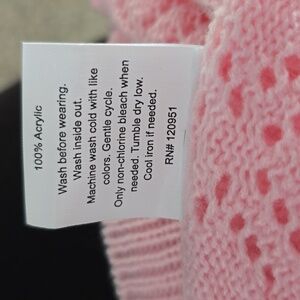 100% Acrylic
Wash before wearing.
Wash inside out.
Machine wash cold with like
colors. Gentle cycle.
Only non-chlorine bleach when
needed. Tumble dry low.
Cool iron if needed.
RN# 120951